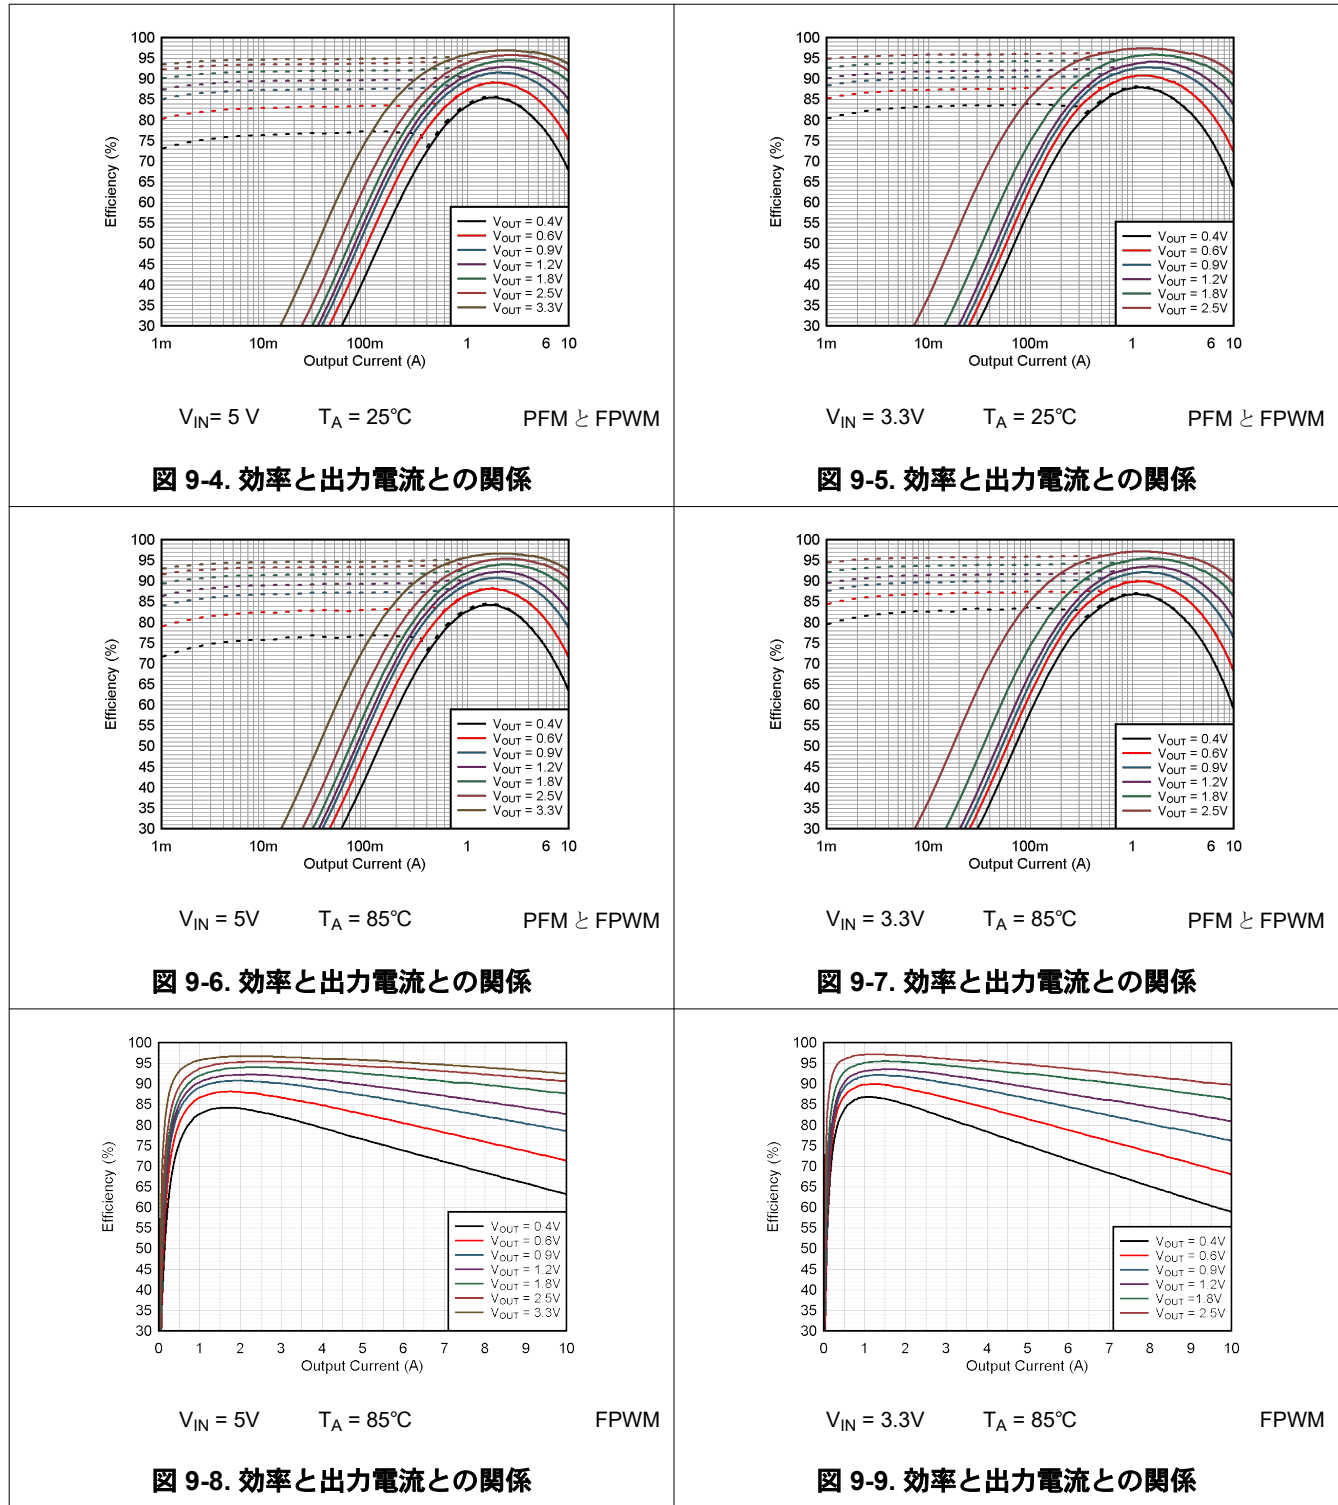 100
95
90
85
80
75
70
65
60
55
50
45
40
35
30
Efficiency (%)
VOUT = 0.4V
VOUT = 0.6V
VOUT = 0.9V
VOUT = 1.2V
VOUT = 1.8V
VOUT = 2.5V
VOUT = 3.3V
1m 10m 100m 1 6 10
Output Current (A)
VIN= 5 V TA = 25℃ PFM と FPWM
図 9-4. 効率と出力電流との関係
100
95
90
85
80
75
70
65
60
55
50
45
40
35
30
Efficiency (%)
VOUT = 0.4V
VOUT = 0.6V
VOUT = 0.9V
VOUT = 1.2V
VOUT = 1.8V
VOUT = 2.5V
1m 10m 100m 1 6 10
Output Current (A)
VIN = 3.3V TA = 25℃ PFM と FPWM
図 9-5. 効率と出力電流との関係
100
95
90
85
80
75
70
65
60
55
50
45
40
35
30
Efficiency (%)
VOUT = 0.4V
VOUT = 0.6V
VOUT = 0.9V
VOUT = 1.2V
VOUT = 1.8V
VOUT = 2.5V
VOUT = 3.3V
1m 10m 100m 1 6 10
Output Current (A)
VIN = 5V TA = 85℃ PFM と FPWM
図 9-6. 効率と出力電流との関係
100
95
90
85
80
75
70
65
60
55
50
45
40
35
30
Efficiency (%)
VOUT = 0.4V
VOUT = 0.6V
VOUT = 0.9V
VOUT = 1.2V
VOUT = 1.8V
VOUT = 2.5V
1m 10m 100m 1 6 10
Output Current (A)
VIN = 3.3V TA = 85℃ PFM と FPWM
図 9-7. 効率と出力電流との関係
100
95
90
85
80
75
70
65
60
55
50
45
40
35
30
Efficiency (%)
VOUT = 0.4V
VOUT = 0.6V
VOUT = 0.9V
VOUT = 1.2V
VOUT = 1.8V
VOUT = 2.5V
VOUT = 3.3V
0 1 2 3 4 5 6 7 8 9 10
Output Current (A)
VIN = 5V TA = 85℃ FPWM
図 9-8. 効率と出力電流との関係
100
95
90
85
80
75
70
65
60
55
50
45
40
35
30
Efficiency (%)
VOUT = 0.4V
VOUT = 0.6V
VOUT = 0.9V
VOUT = 1.2V
VOUT =1.8V
VOUT = 2.5V
0 1 2 3 4 5 6 7 8 9 10
Output Current (A)
VIN = 3.3V TA = 85℃ FPWM
図 9-9. 効率と出力電流との関係